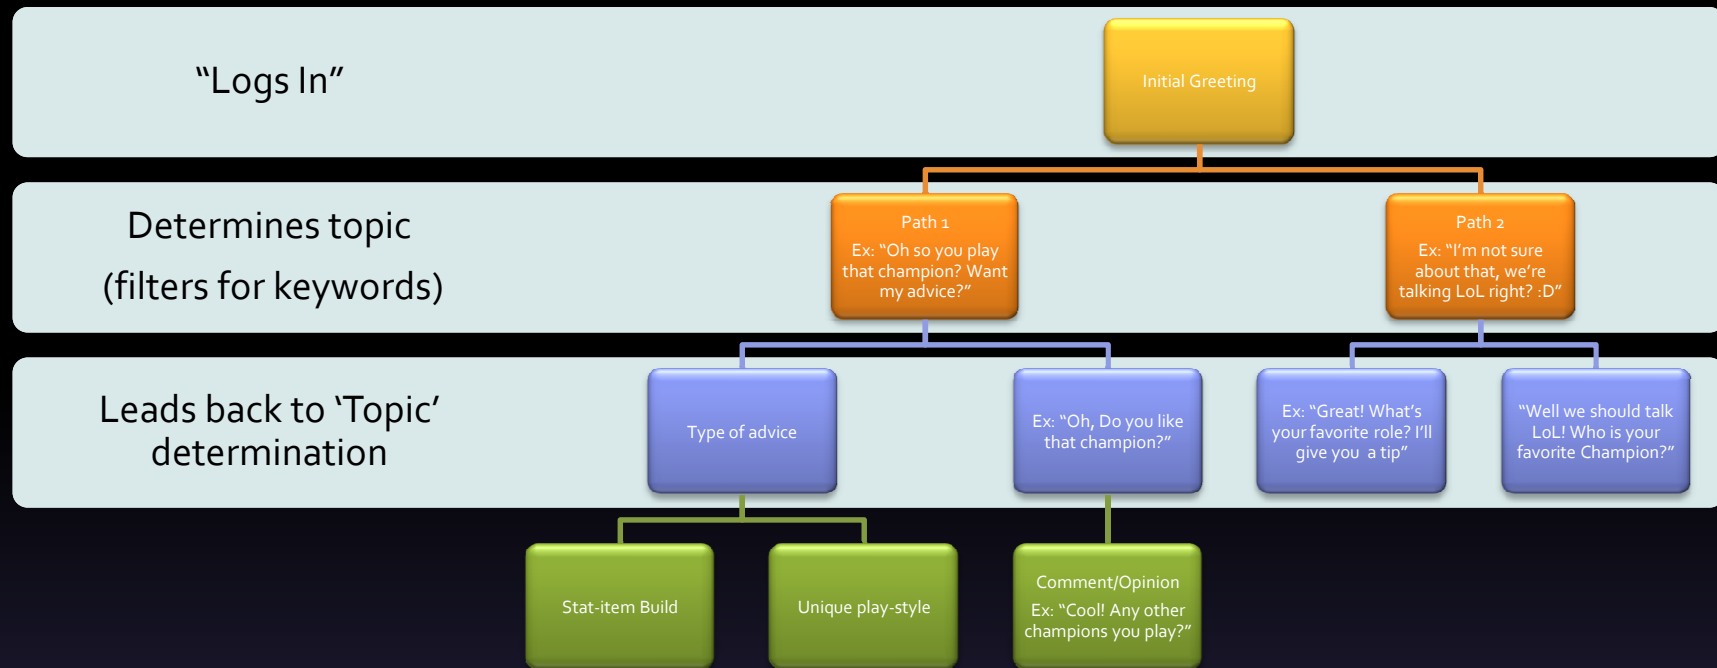 “Logs In”
Initial Greeting
Determines topic
(filters for keywords)
Path 1
Ex: “Oh so you play
that champion? Want
my advice?”
Path 2
Ex: “I’m not sure
about that, we’re
talking LoL right? :D”
Leads back to ‘Topic’
determination
Type of advice
Ex: “Oh, Do you like
that champion?”
Ex: “Great! What’s
your favorite role? I’ll
give you a tip”
“Well we should talk
LoL! Who is your
favorite Champion?”
Stat-item Build
Unique play-style
Comment/Opinion
Ex: “Cool! Any other
champions you play?”